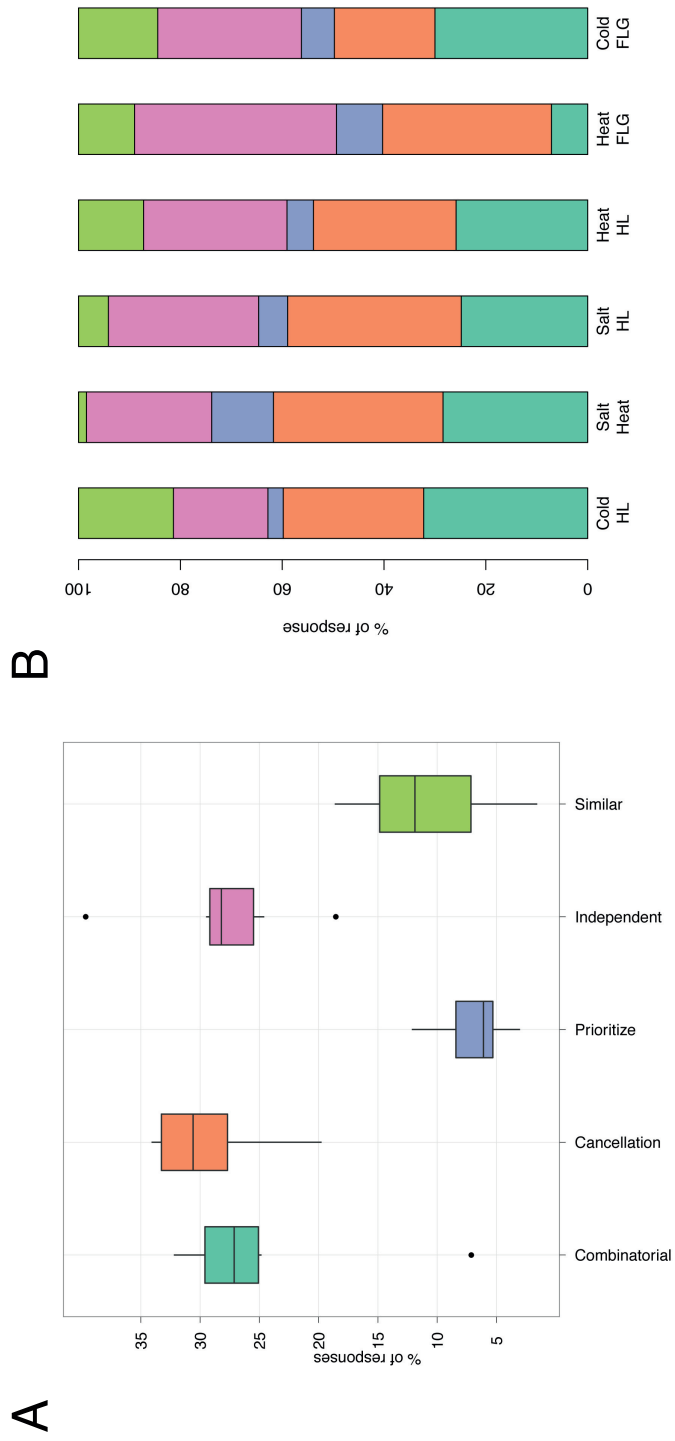 A
% of responses
35
30
25
20
15
10
5
Combinatorial
Cancellation
Prioritize
Independent
Similar
B
% of response
100
80
60
40
20
0
Cold
HL
Salt
Heat
Salt
HL
Heat
HL
Heat
FLG
Cold
FLG